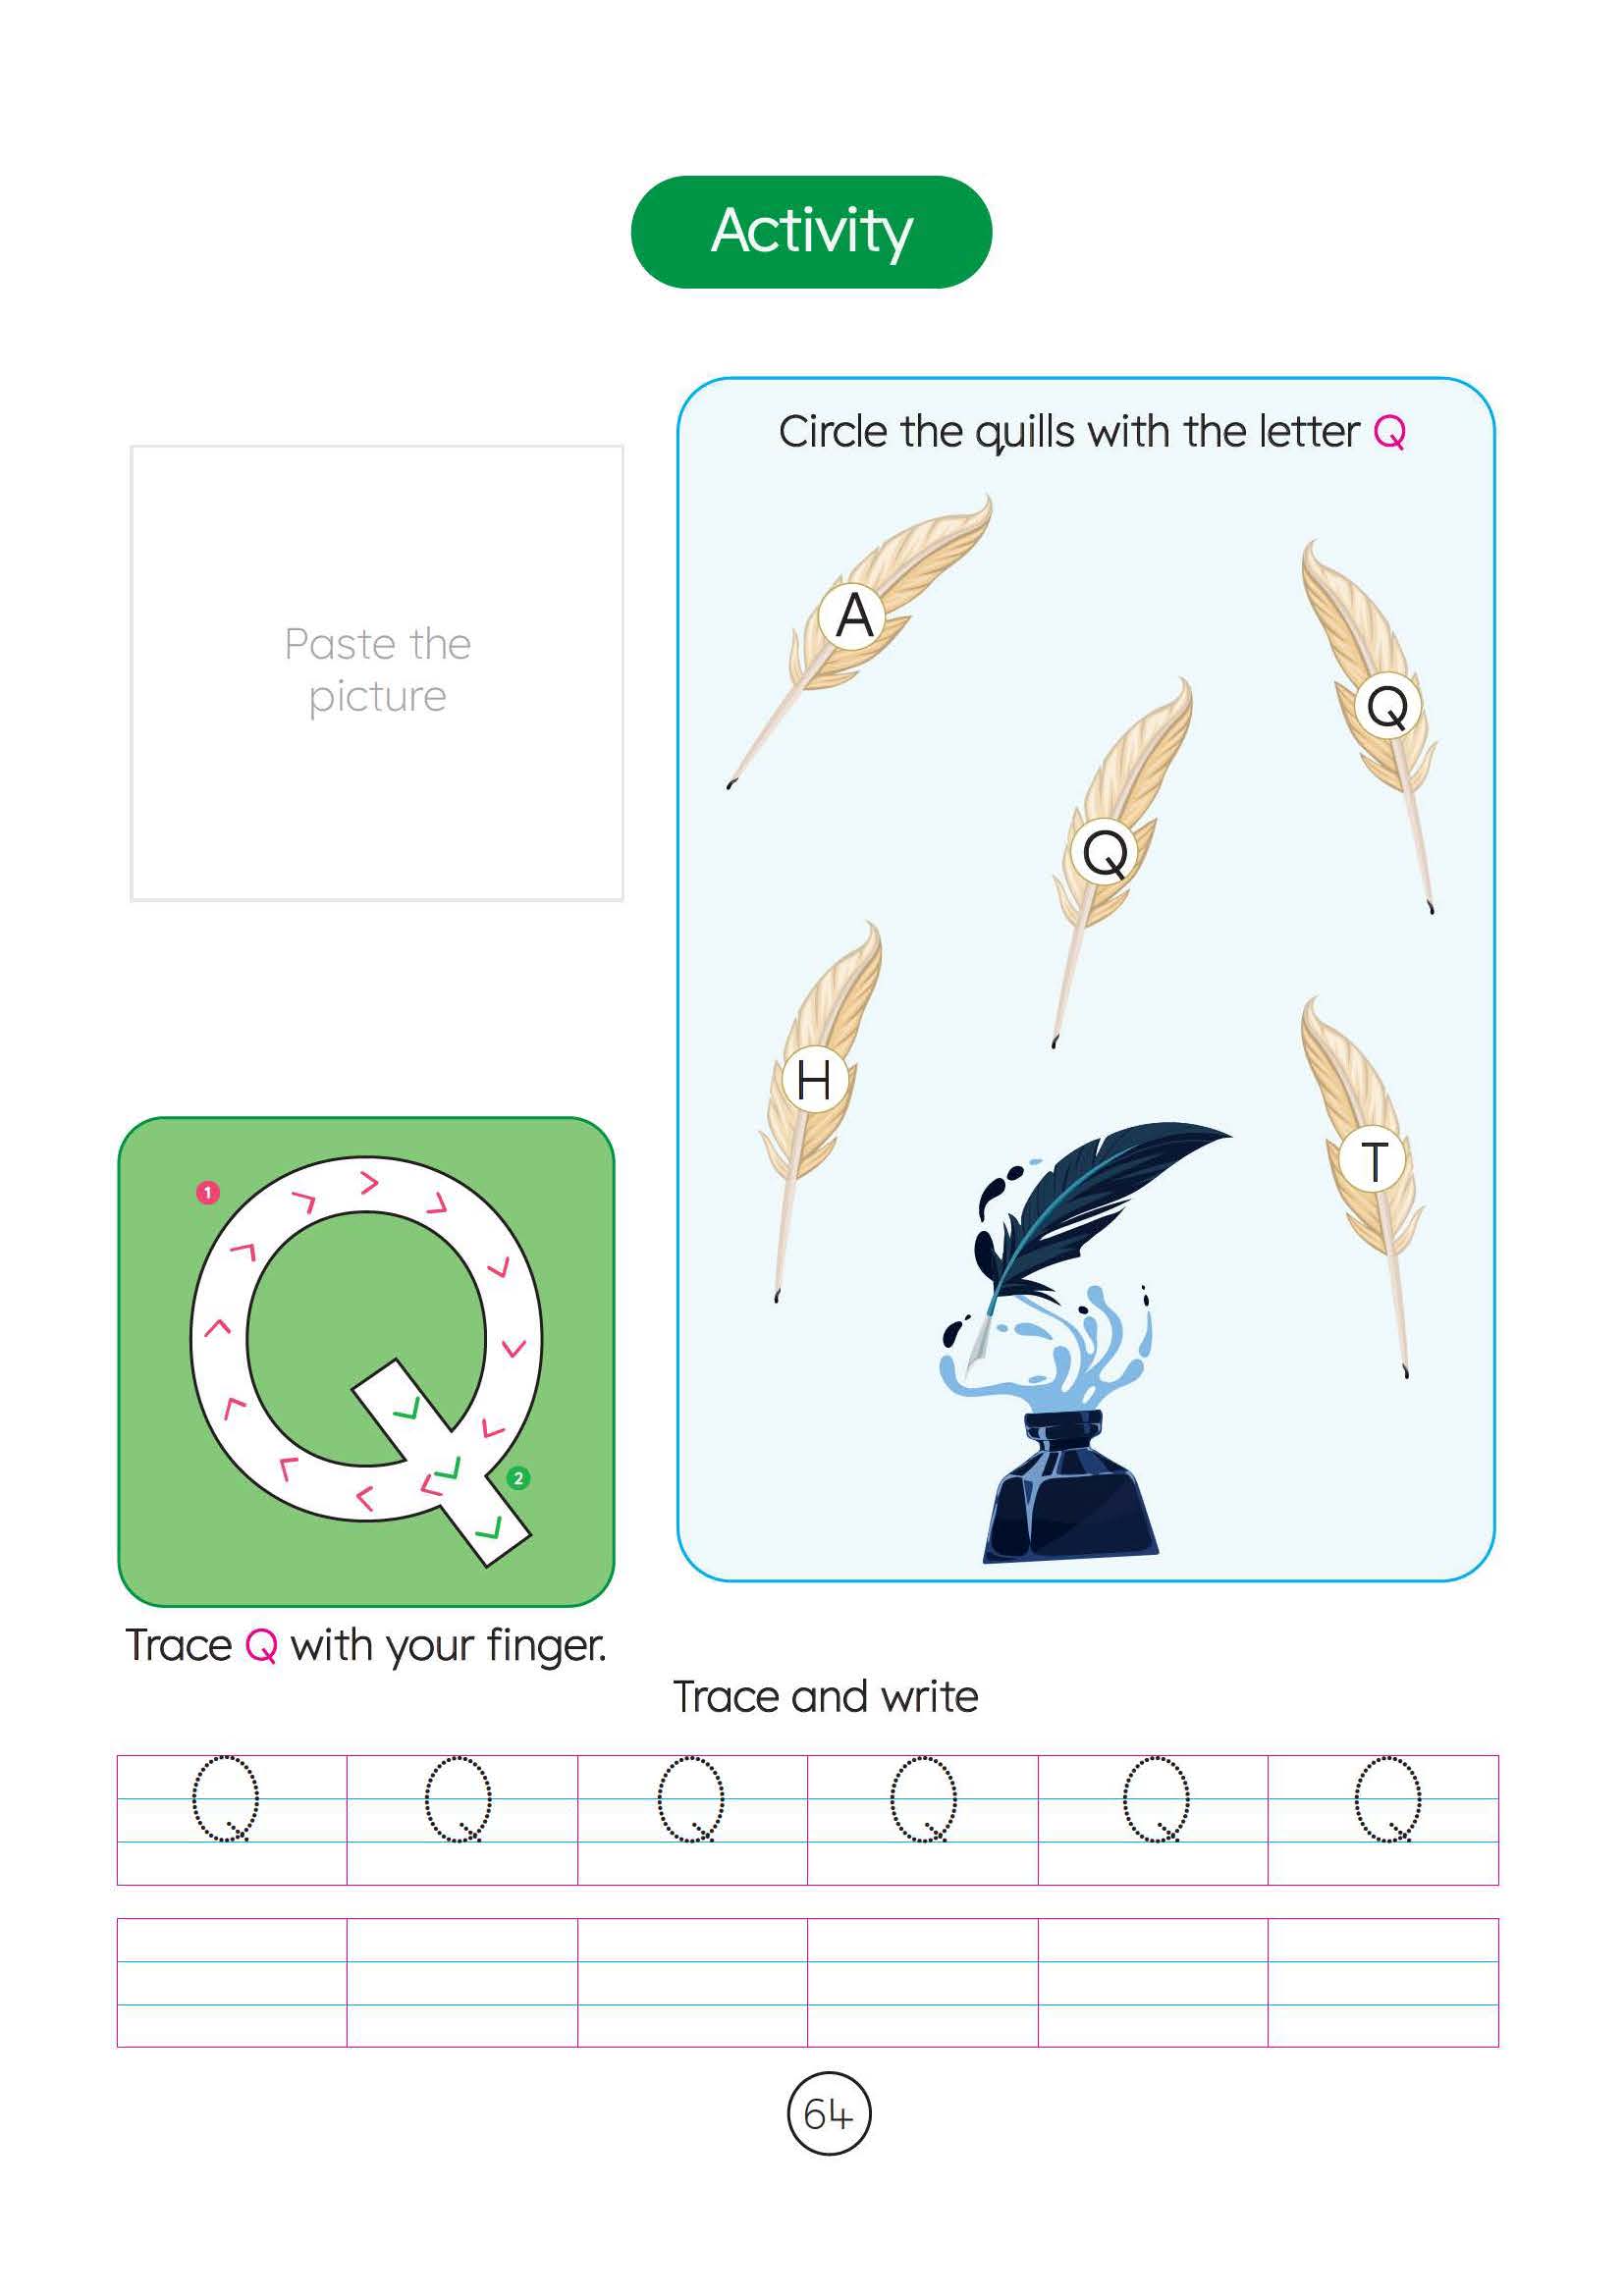 Activity
Circle the quills with the letter Q
Paste the
picture
A
Q
Q
H
T
1
2
Trace Q with your finger.
Trace and write
Q Q Q Q Q Q
64